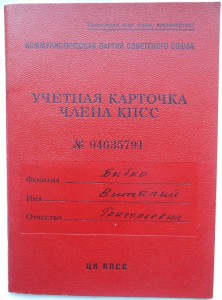 Пролетарии всех стран, соединяйтесь!
КОММУНИСТИЧЕСКАЯ ПАРТИЯ СОВЕТСКОГО СОЮЗА
УЧЕТНАЯ КАРТОЧКА
ЧЛЕНА КПСС
№ 04635791
Фамилия
Имя Виталий
Отчество Григорьевич
ЦК КПСС